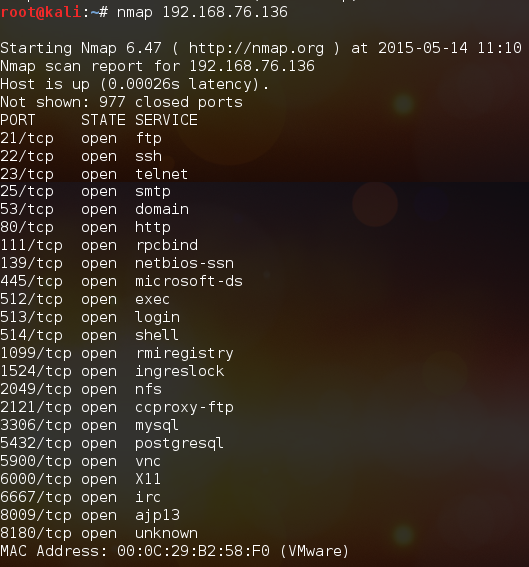 root@kali:~# nmap 192.168.76.136
Starting Nmap 6.47 ( http://nmap.org ) at 2015-05-14 11:10
Nmap scan report for 192.168.76.136
Host is up (0.00026s latency).
Not shown: 977 closed ports
PORT     STATE SERVICE
21/tcp   open  ftp
22/tcp   open  ssh
23/tcp   open  telnet
25/tcp   open  smtp
53/tcp   open  domain
80/tcp   open  http
111/tcp  open  rpcbind
139/tcp  open  netbios-ssn
445/tcp  open  microsoft-ds
512/tcp  open  exec
513/tcp  open  login
514/tcp  open  shell
1099/tcp open  rmiregistry
1524/tcp open  ingreslock
2049/tcp open  nfs
2121/tcp open  ccproxy-ftp
3306/tcp open  mysql
5432/tcp open  postgresql
5900/tcp open  vnc
6000/tcp open  X11
6667/tcp open  irc
8009/tcp open  ajp13
8180/tcp open  unknown
MAC Address: 00:0C:29:B2:58:F0 (VMware)